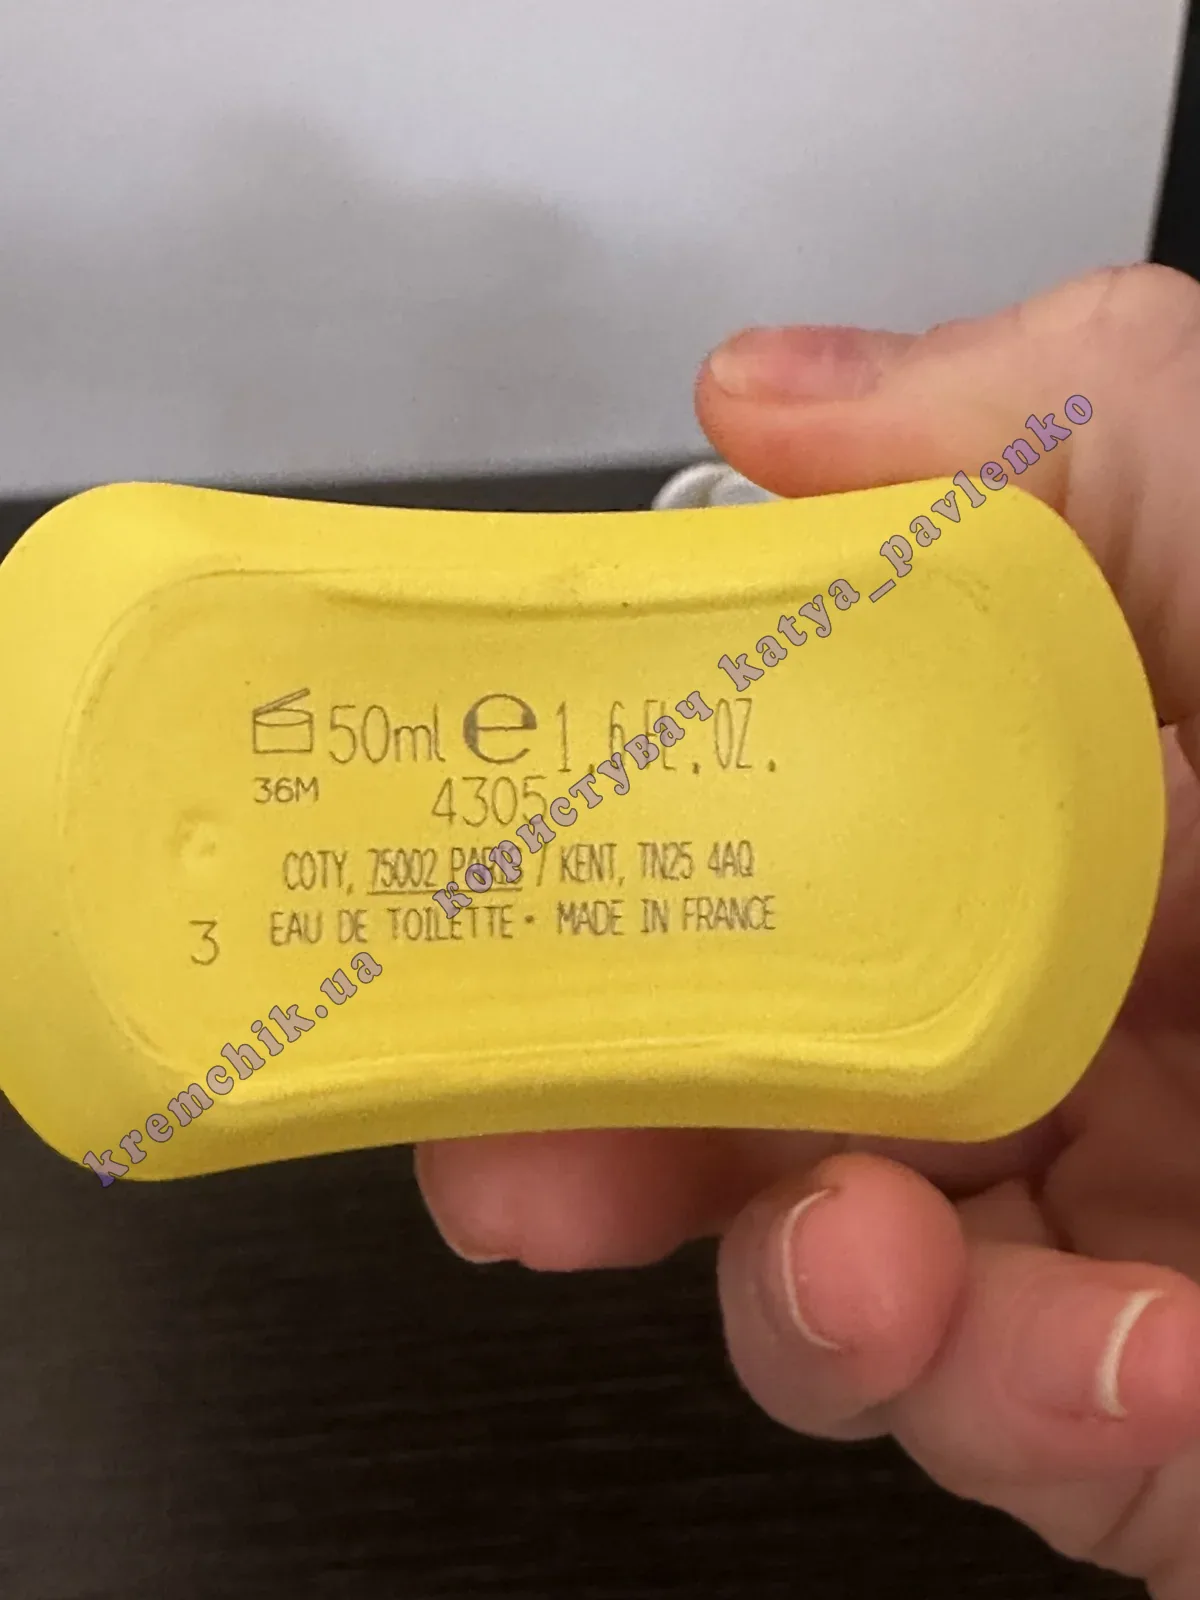 50ml e 1.6 FL.OZ.
36M
4305
COTY, 75002 PARIS / KENT, TN25 4AQ
EAU DE TOILETTE • MADE IN FRANCE
3
kremchik.ua користувач katya_pavlenko